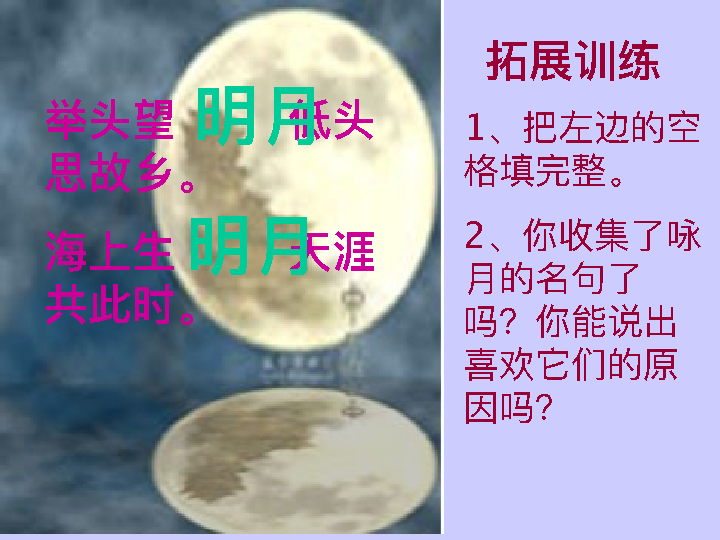 举头望明月低头
思故乡。
海上生明月天涯
共此时。
拓展训练
1、把左边的空
格填完整。
2、你收集了咏
月的名句了
吗？你能说出
喜欢它们的原
因吗？